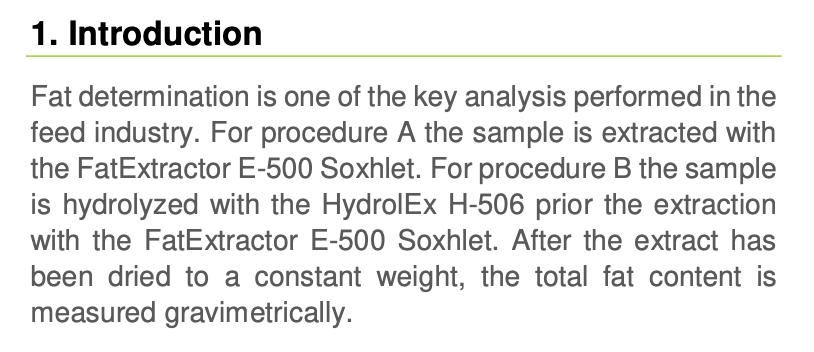 1. Introduction
Fat determination is one of the key analysis performed in the
feed industry. For procedure A the sample is extracted with
the FatExtractor E-500 Soxhlet. For procedure B the sample
is hydrolyzed with the HydrolEx H-506 prior the extraction
with the FatExtractor E-500 Soxhlet. After the extract has
been dried to a constant weight, the total fat content is
measured gravimetrically.